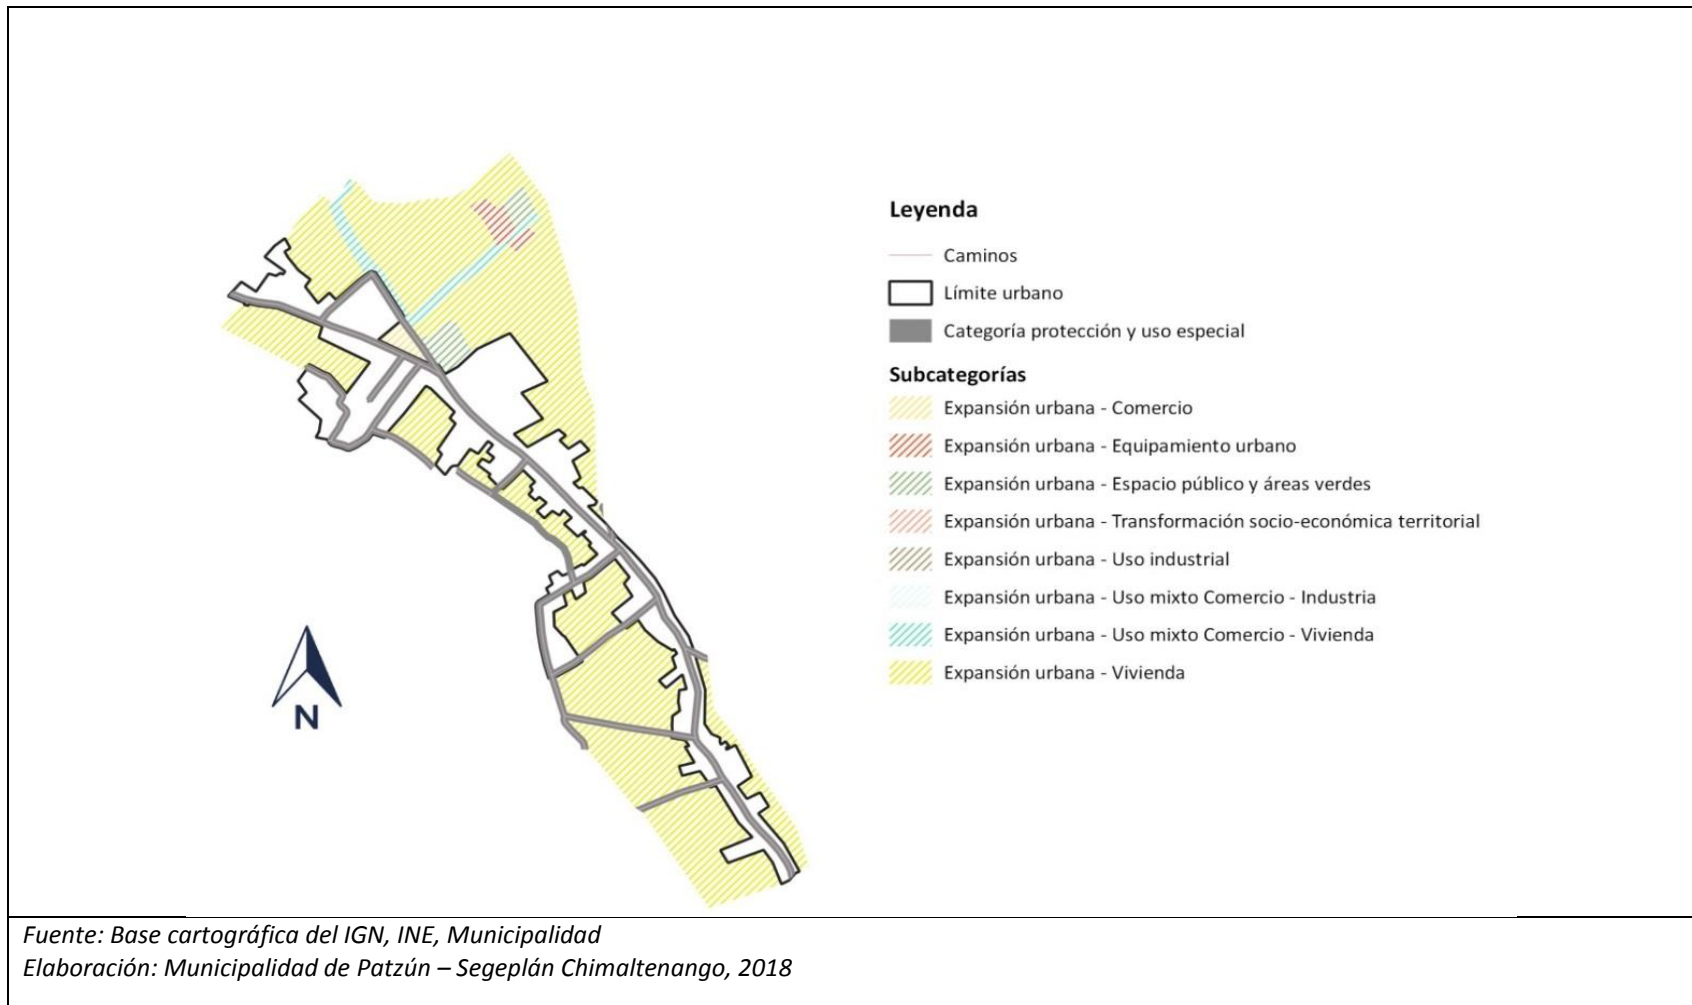 Leyenda
Caminos
Límite urbano
Categoría protección y uso especial
Subcategorías
Expansión urbana - Comercio
Expansión urbana - Equipamiento urbano
Expansión urbana - Espacio público y áreas verdes
Expansión urbana - Transformación socio-económica territorial
Expansión urbana - Uso industrial
Expansión urbana - Uso mixto Comercio - Industria
Expansión urbana - Uso mixto Comercio - Vivienda
Expansión urbana - Vivienda
N
Fuente: Base cartográfica del IGN, INE, Municipalidad
Elaboración: Municipalidad de Patzún – Segeplán Chimaltenango, 2018